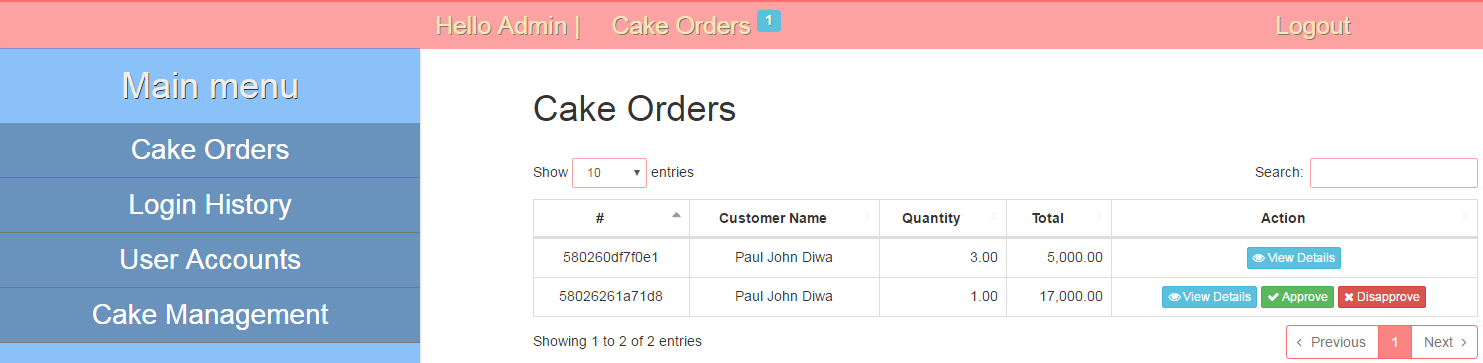 Hello Admin | Cake Orders 1 Logout
Main menu
Cake Orders
Login History
User Accounts
Cake Management
Cake Orders
Show 10 entries Search:
# Customer Name Quantity Total Action
580260df7f0e1 Paul John Diwa 3.00 5,000.00 View Details
58026261a71d8 Paul John Diwa 1.00 17,000.00 View Details Approve Disapprove
Showing 1 to 2 of 2 entries Previous 1 Next